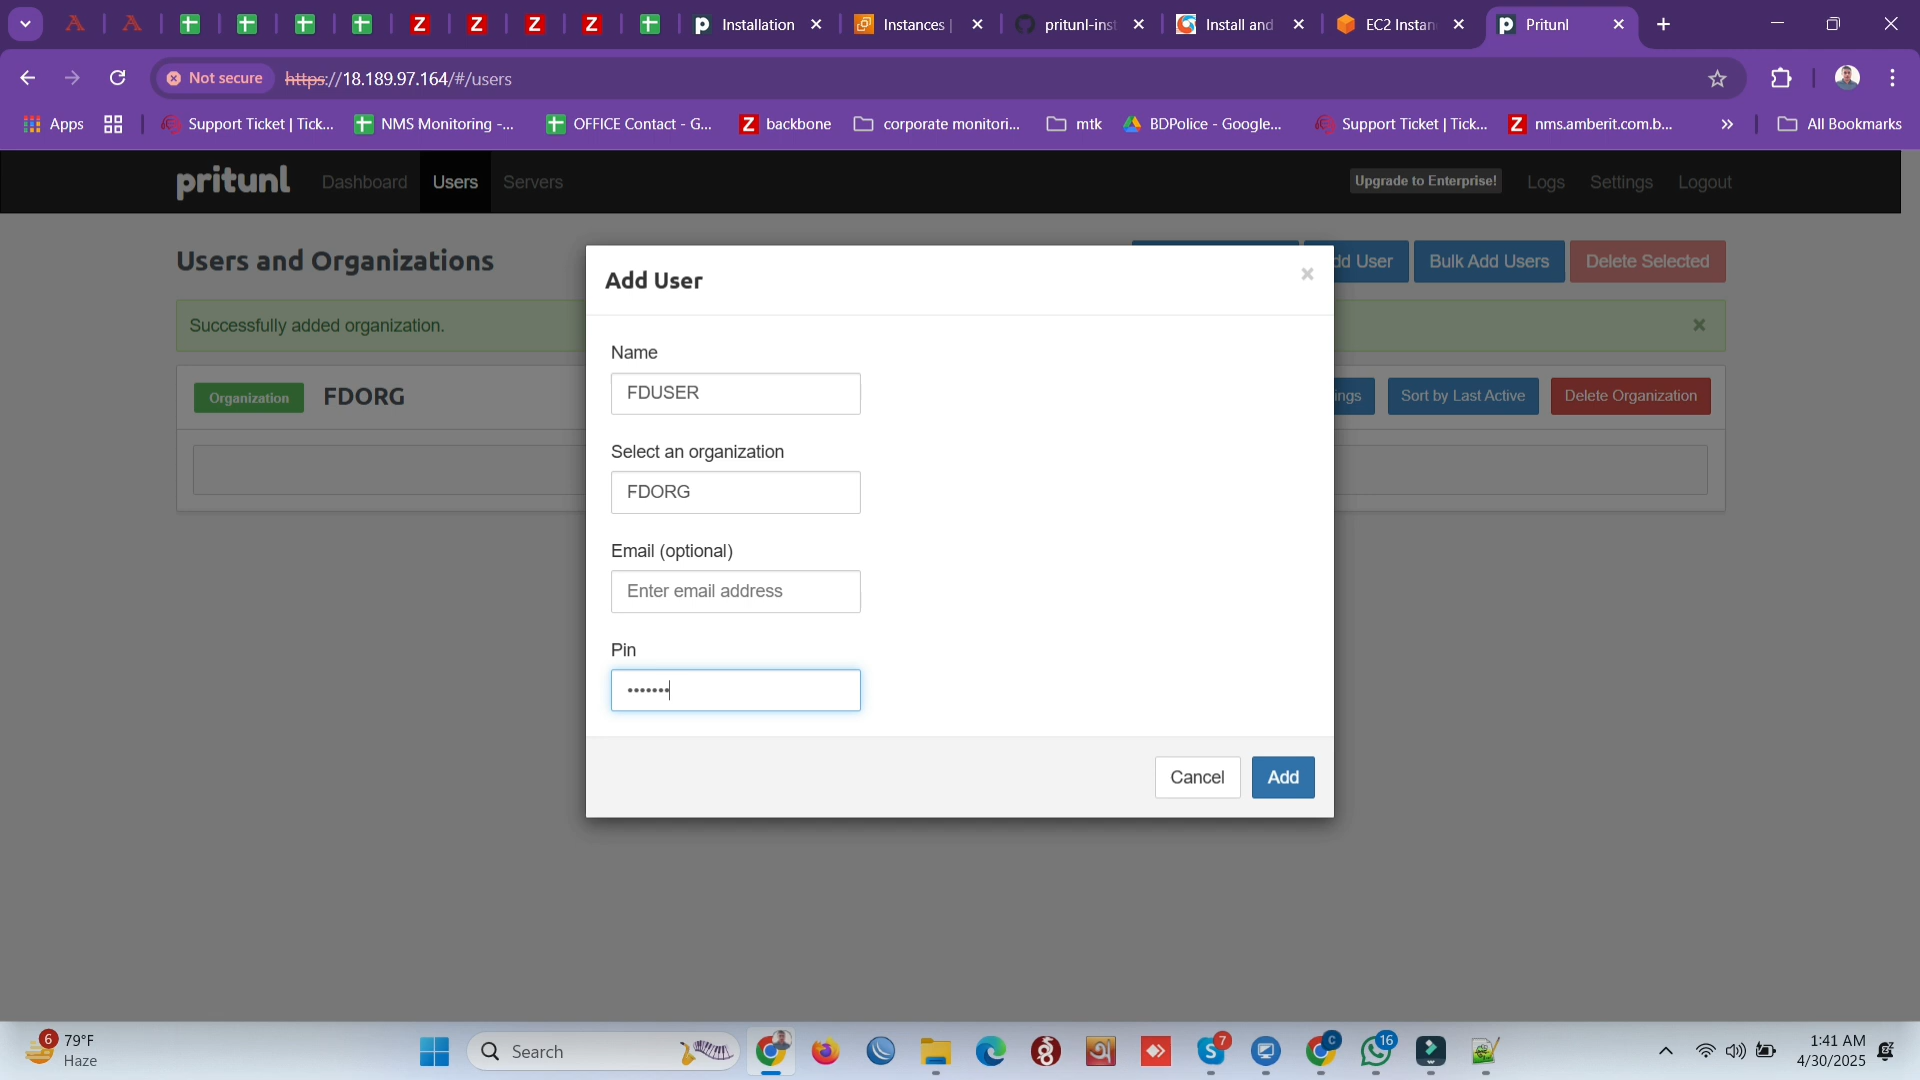 Installation
Instances |
pritunl-inst
Install and
EC2 Instan
Pritunl
Not secure
https://18.189.97.164/#/users
Apps
Support Ticket | Tick...
NMS Monitoring -...
OFFICE Contact - G...
Z backbone
corporate monitori...
mtk
BDPolice - Google...
Support Ticket | Tick...
Z nms.amberit.com.b...
All Bookmarks
pritunl
Dashboard
Users
Servers
Upgrade to Enterprise!
Logs
Settings
Logout
Users and Organizations
dd User
Bulk Add Users
Delete Selected
Successfully added organization.
Organization
FDORG
ings
Sort by Last Active
Delete Organization
Add User
Name
FDUSER
Select an organization
FDORG
Email (optional)
Enter email address
Pin
•••••••
Cancel
Add
6
79°F
Haze
Search
7
C
16
1:41 AM
4/30/2025